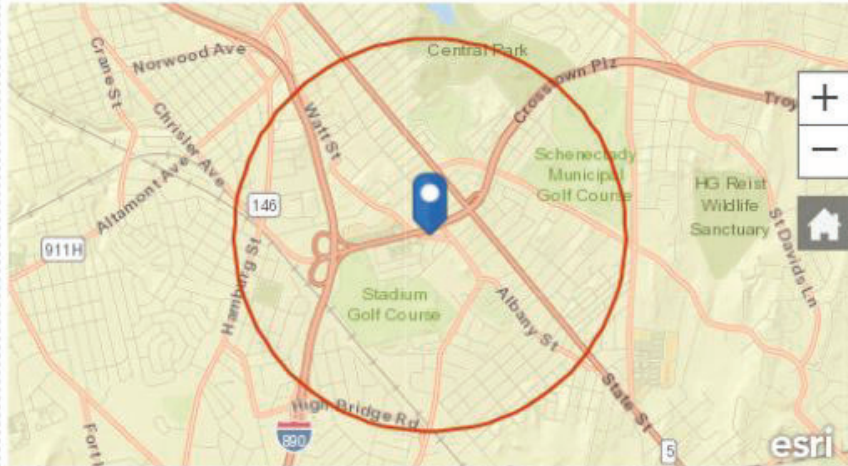 Central Park
Norwood Ave
Crane St
Crosstown Plz
Troy
+
−
Watt St
Chrisler Ave
Schenectady
Municipal
Golf Course
Altamont Ave
HG Reist
Wildlife
Sanctuary
146
911H
St Davids Ln
Hamburg St
Stadium
Golf Course
Albany St
State St
High Bridge Rd
890
5
esri